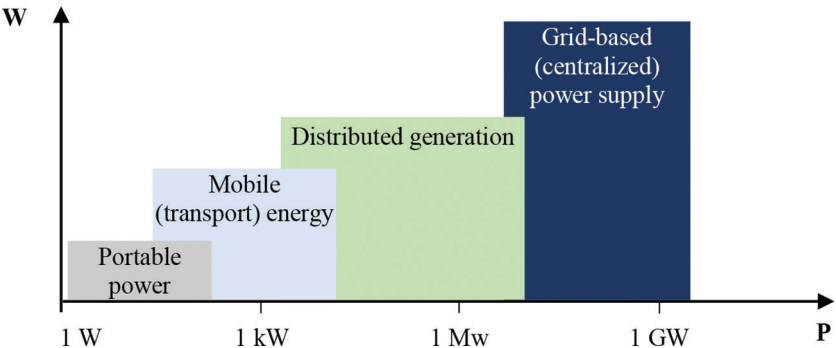 W
Grid-based
(centralized)
power supply
Distributed generation
Mobile
(transport) energy
Portable
power
1 W
1 kW
1 Mw
1 GW
P